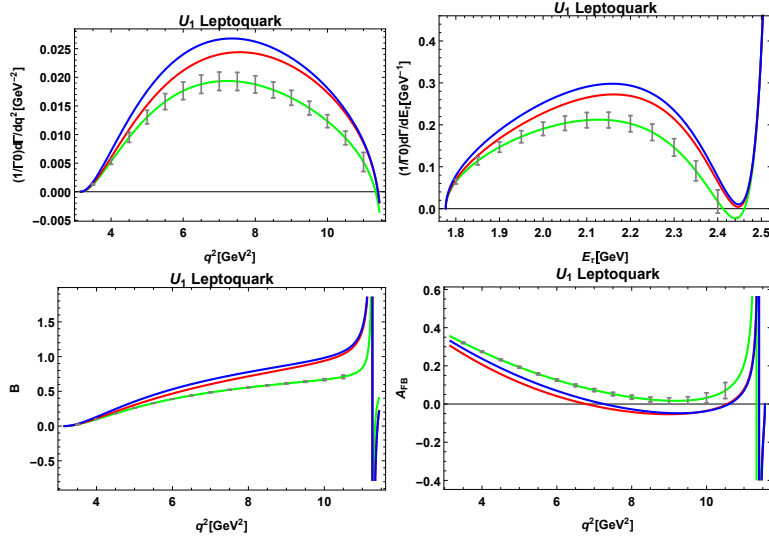 U₁ Leptoquark
(1/Γ0)dΓ/dq²[GeV⁻²]
0.025
0.020
0.015
0.010
0.005
0.000
-0.005
4 6 8 10
q²[GeV²]
U₁ Leptoquark
(1/Γ0)dΓ/dEτ[GeV⁻¹]
0.4
0.3
0.2
0.1
0.0
1.8 1.9 2.0 2.1 2.2 2.3 2.4 2.5
Eτ[GeV]
U₁ Leptoquark
B
1.5
1.0
0.5
0.0
-0.5
4 6 8 10
q²[GeV²]
U₁ Leptoquark
A_FB
0.6
0.4
0.2
0.0
-0.2
-0.4
4 6 8 10
q²[GeV²]